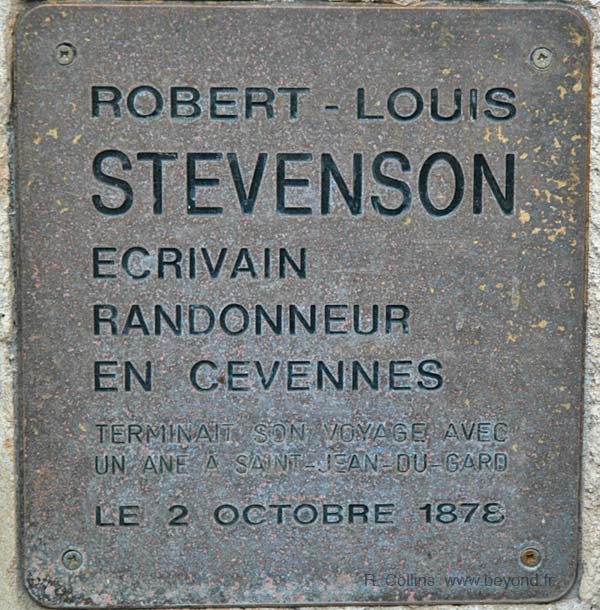 ROBERT - LOUIS
STEVENSON
ECRIVAIN
RANDONNEUR
EN CEVENNES
TERMINAIT SON VOYAGE AVEC
UN ANE À SAINT-JEAN-DU-GARD
LE 2 OCTOBRE 1878
R. Collins www.beyond.fr